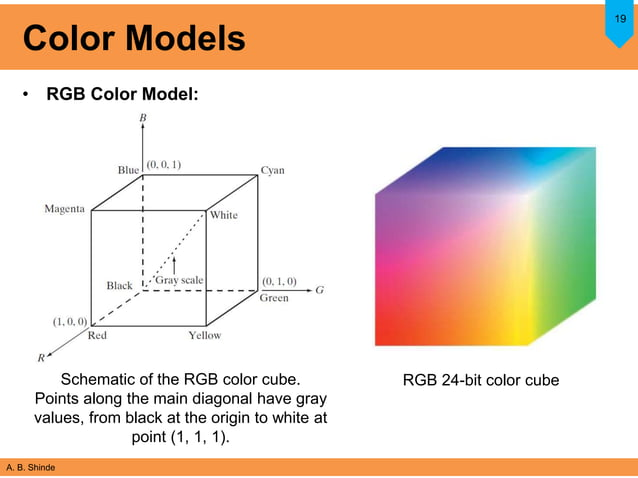 19
Color Models
• RGB Color Model:
B
Blue
(0, 0, 1)
Cyan
Magenta
White
Black
Gray scale
(0, 1, 0)
G
Green
(1, 0, 0)
Red
Yellow
R
Schematic of the RGB color cube.
Points along the main diagonal have gray
values, from black at the origin to white at
point (1, 1, 1).
RGB 24-bit color cube
A. B. Shinde